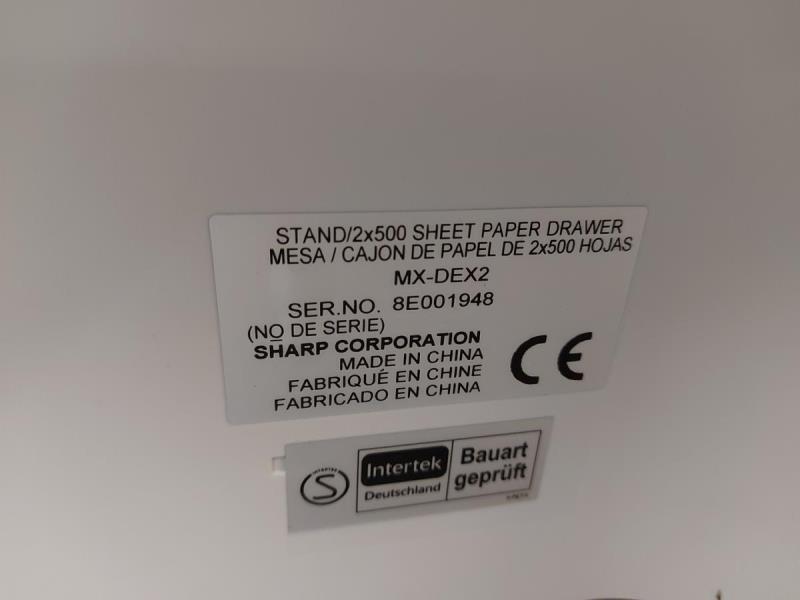 STAND/2x500 SHEET PAPER DRAWER
MESA / CAJON DE PAPEL DE 2x500 HOJAS
MX-DEX2
SER.NO. 8E001948
(NO DE SERIE)
SHARP CORPORATION
MADE IN CHINA
FABRIQUÉ EN CHINE
FABRICADO EN CHINA
CE
INTERTEK
S
Intertek
Deutschland
Bauart
geprüft